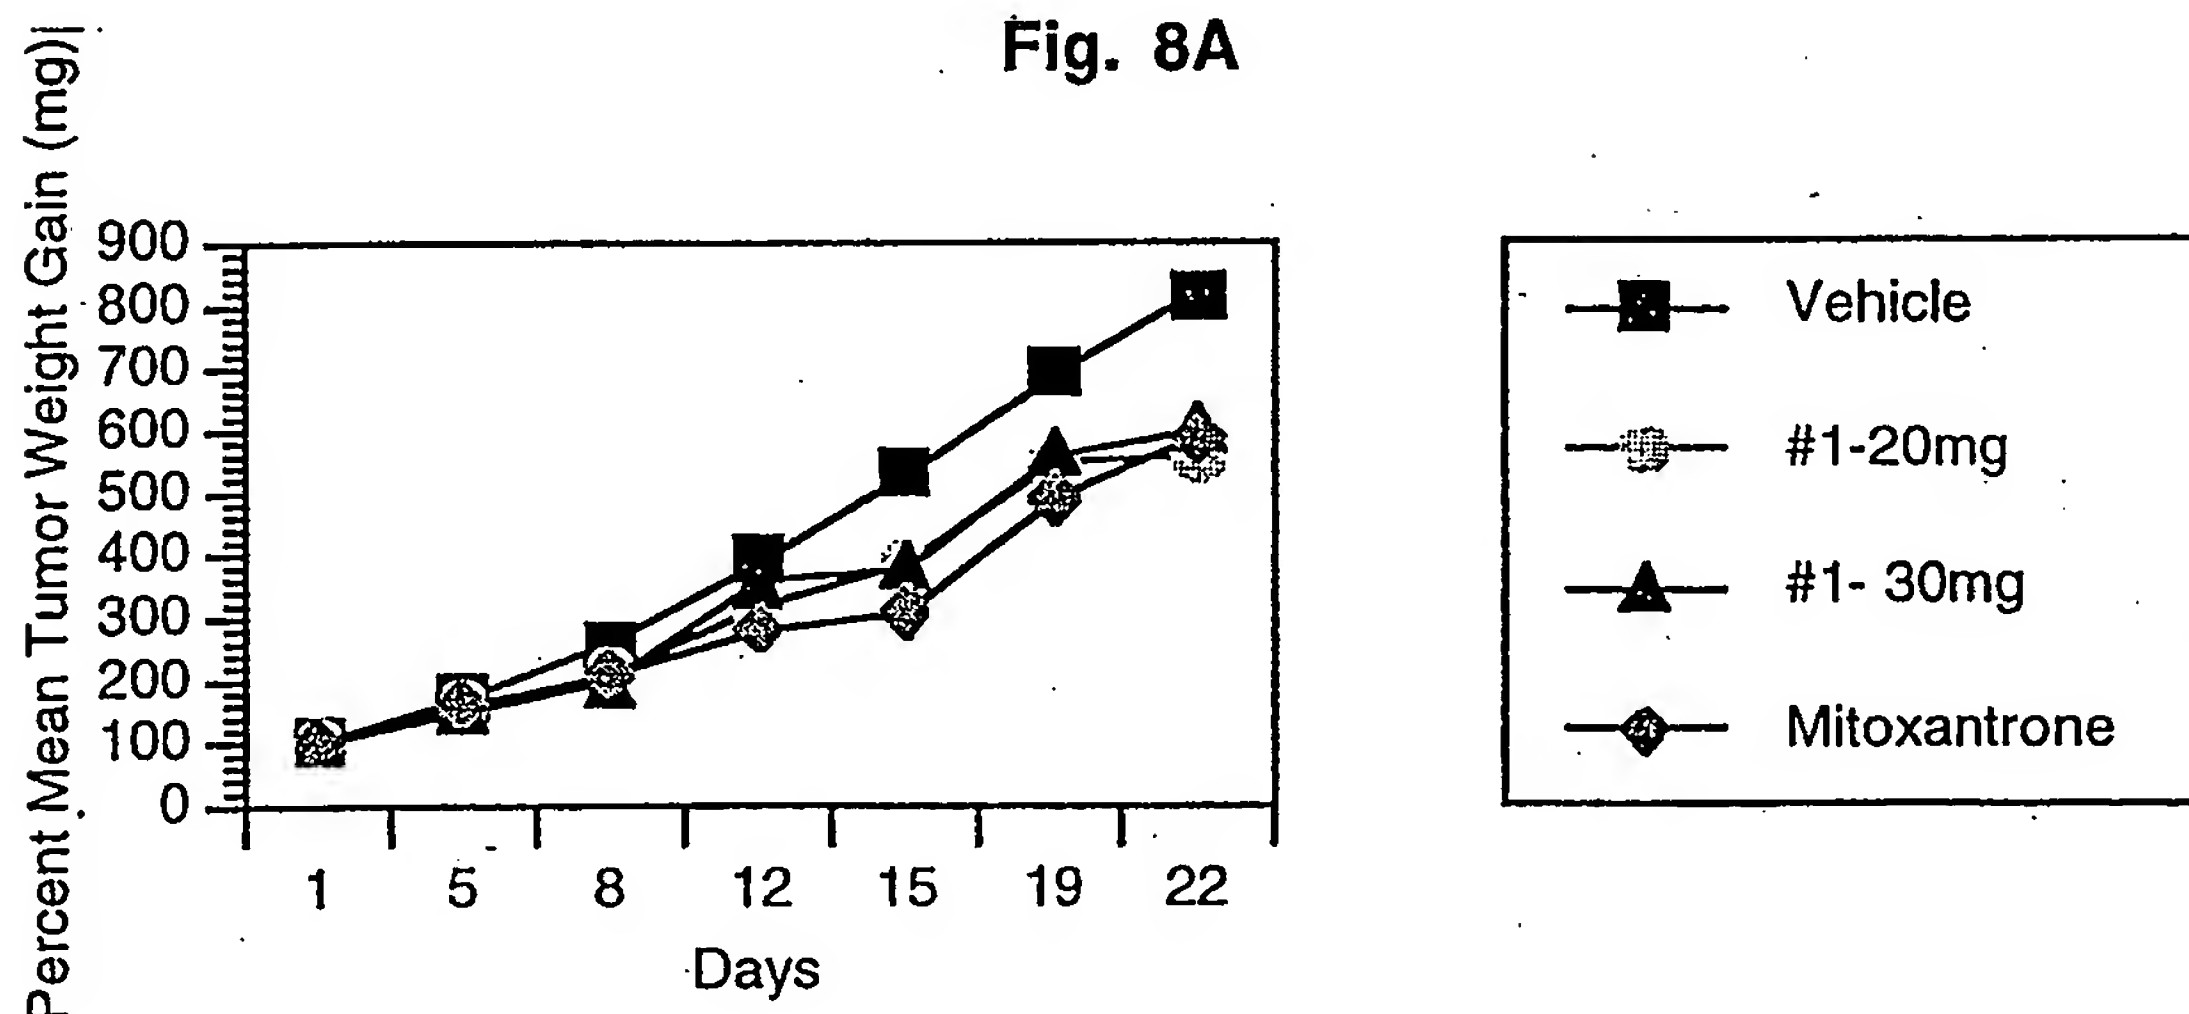 Fig. 8A
Percent Mean Tumor Weight Gain (mg)
900
800
700
600
500
400
300
200
100
0
1 5 8 12 15 19 22
Days
Vehicle
#1-20mg
#1- 30mg
Mitoxantrone